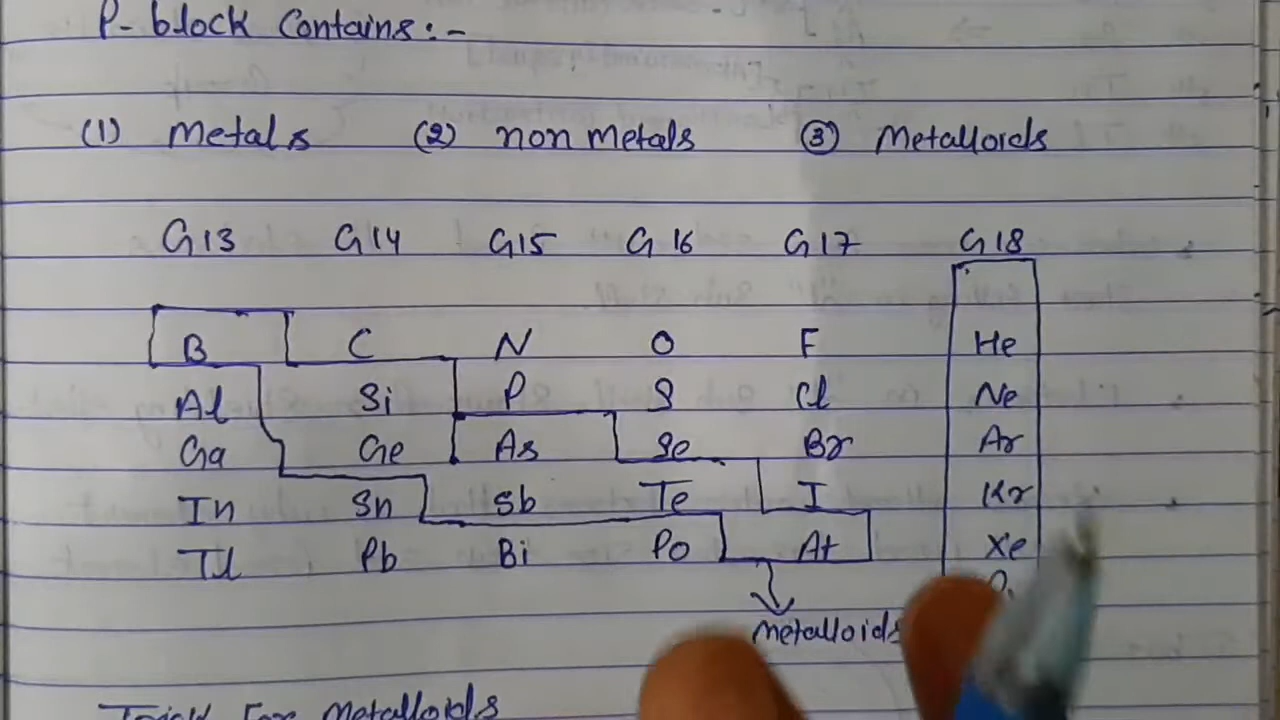 P-block Contains:-
(1) Metals (2) non Metals (3) Metalloids
G13 G14 G15 G16 G17 G18
B C N O F He
Al Si P S Cl Ne
Ga Ge As Se Br Ar
In Sn Sb Te I Kr
Tl Pb Bi Po At Xe
Metalloids
Trick For Metalloids